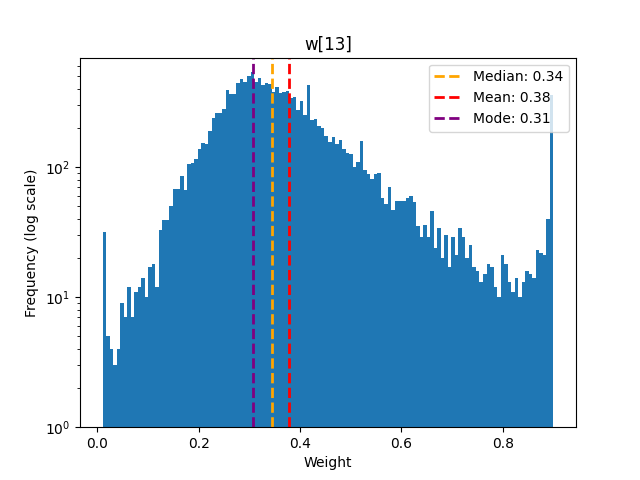 w[13]
Median: 0.34
Mean: 0.38
Mode: 0.31
Frequency (log scale)
10²
10¹
10⁰
0.0 0.2 0.4 0.6 0.8
Weight